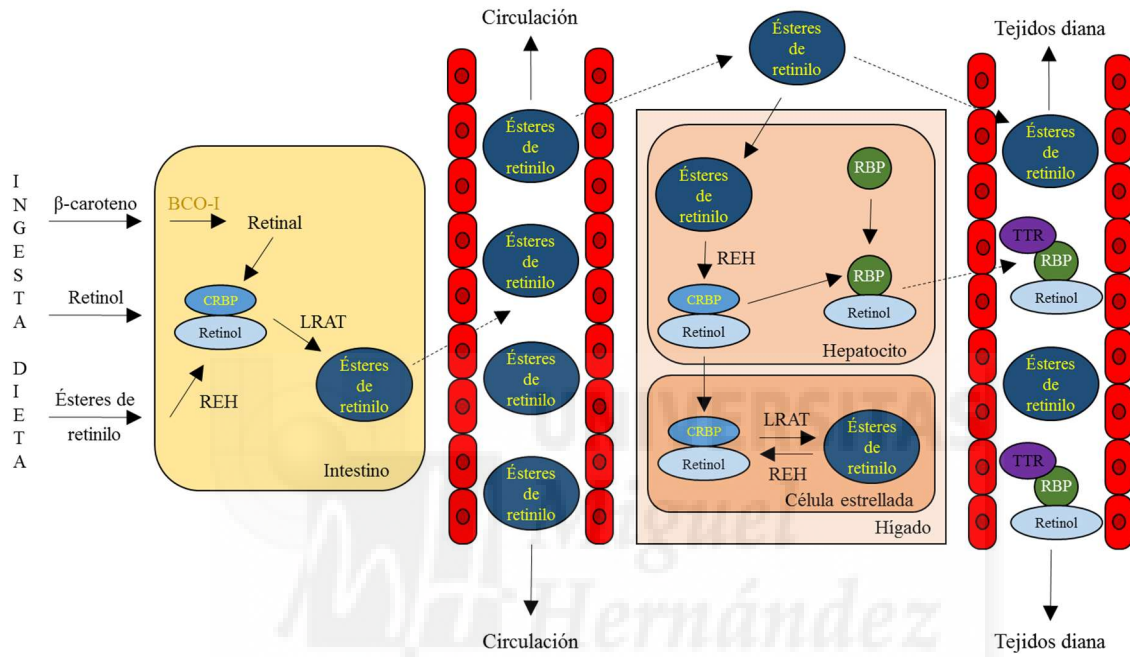 INGESTA DIETA
β-caroteno
Retinol
Ésteres de
retinilo
BCO-I
Retinal
CRBP
Retinol
LRAT
REH
Ésteres
de
retinilo
Intestino
Circulación
Ésteres
de
retinilo
Ésteres
de
retinilo
Ésteres
de
retinilo
Ésteres
de
retinilo
Circulación
Ésteres
de
retinilo
Ésteres
de
retinilo
REH
CRBP
Retinol
RBP
RBP
Retinol
Hepatocito
CRBP
Retinol
LRAT
REH
Ésteres
de
retinilo
Célula estrellada
Hígado
Tejidos diana
Ésteres
de
retinilo
TTR
RBP
Retinol
Ésteres
de
retinilo
TTR
RBP
Retinol
Tejidos diana
UNIVERSITAS
Miguel
Hernández